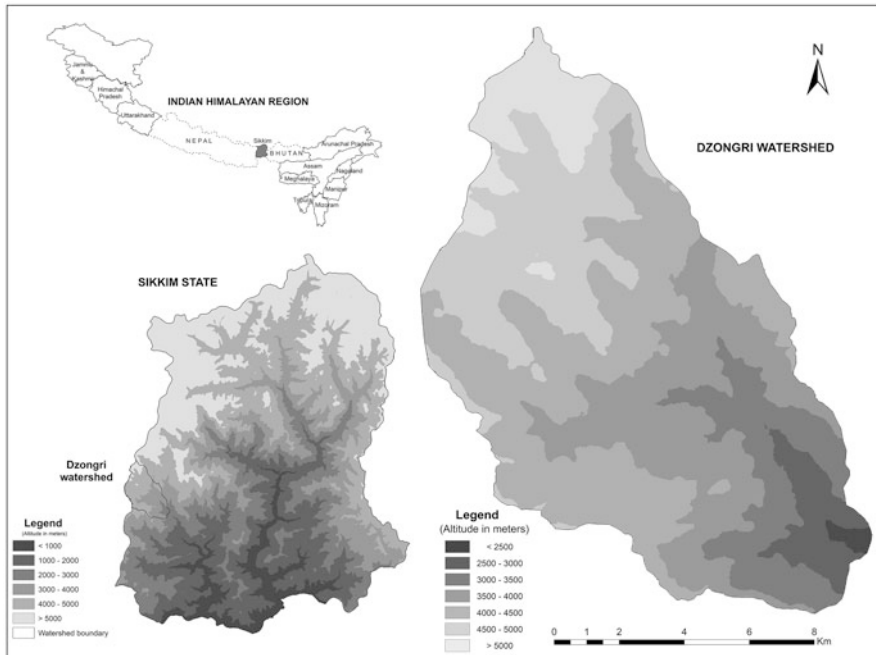 INDIAN HIMALAYAN REGION
Jammu
&
Kashmir
Himachal
Pradesh
Uttarakhand
NEPAL
Sikkim
BHUTAN
Arunachal Pradesh
Assam
Nagaland
Meghalaya
Manipur
Tripura
Mizoram
SIKKIM STATE
Dzongri
watershed
Legend
(Altitude in meters)
< 1000
1000 - 2000
2000 - 3000
3000 - 4000
4000 - 5000
> 5000
Watershed boundary
N
DZONGRI WATERSHED
Legend
(Altitude in meters)
< 2500
2500 - 3000
3000 - 3500
3500 - 4000
4000 - 4500
4500 - 5000
> 5000
0 1 2 4 6 8
Km